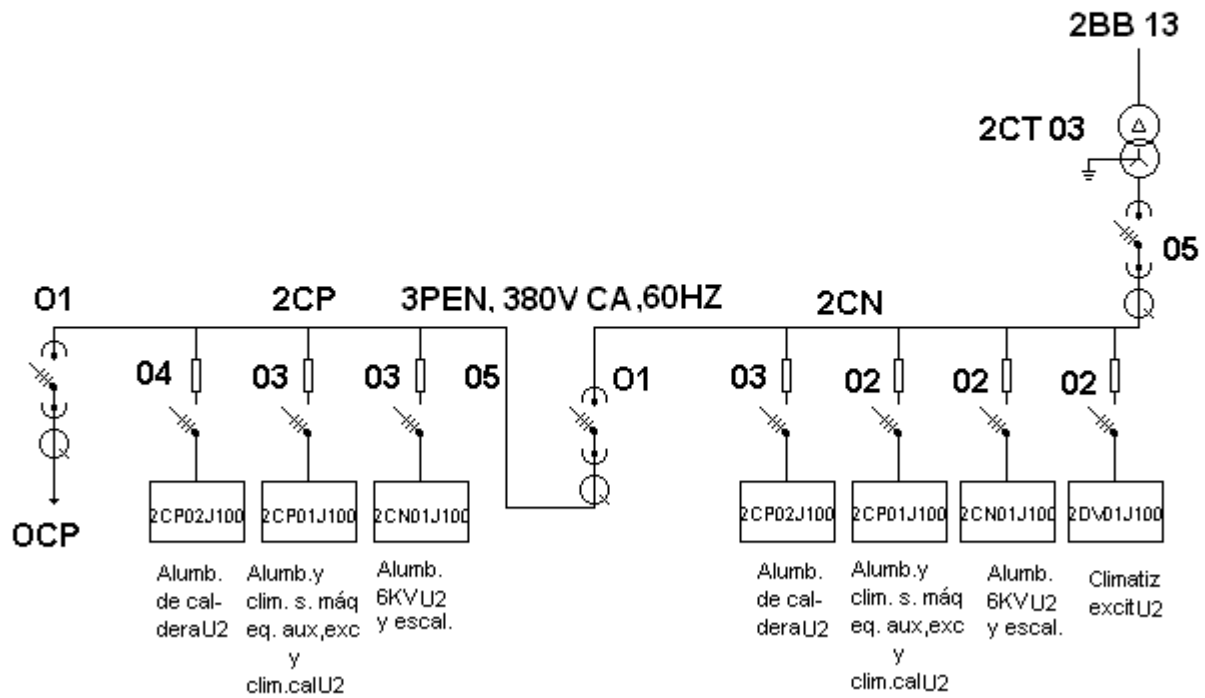 2BB 13
2CT 03
05
O1
2CP
3PEN, 380V CA ,60HZ
2CN
04
03
03
05
O1
03
02
02
02
2CP02J100
2CP01J100
2CN01J100
2CP02J100
2CP01J100
2CN01J100
2DV01J100
OCP
Alumb.
de cal-
deraU2
Alumb.y
clim. s. máq
eq. aux,exc
y
clim.calU2
Alumb.
6KVU2
y escal.
Alumb.
de cal-
deraU2
Alumb.y
clim. s. máq
eq. aux,exc
y
clim.calU2
Alumb.
6KVU2
y escal.
Climatiz
excitU2